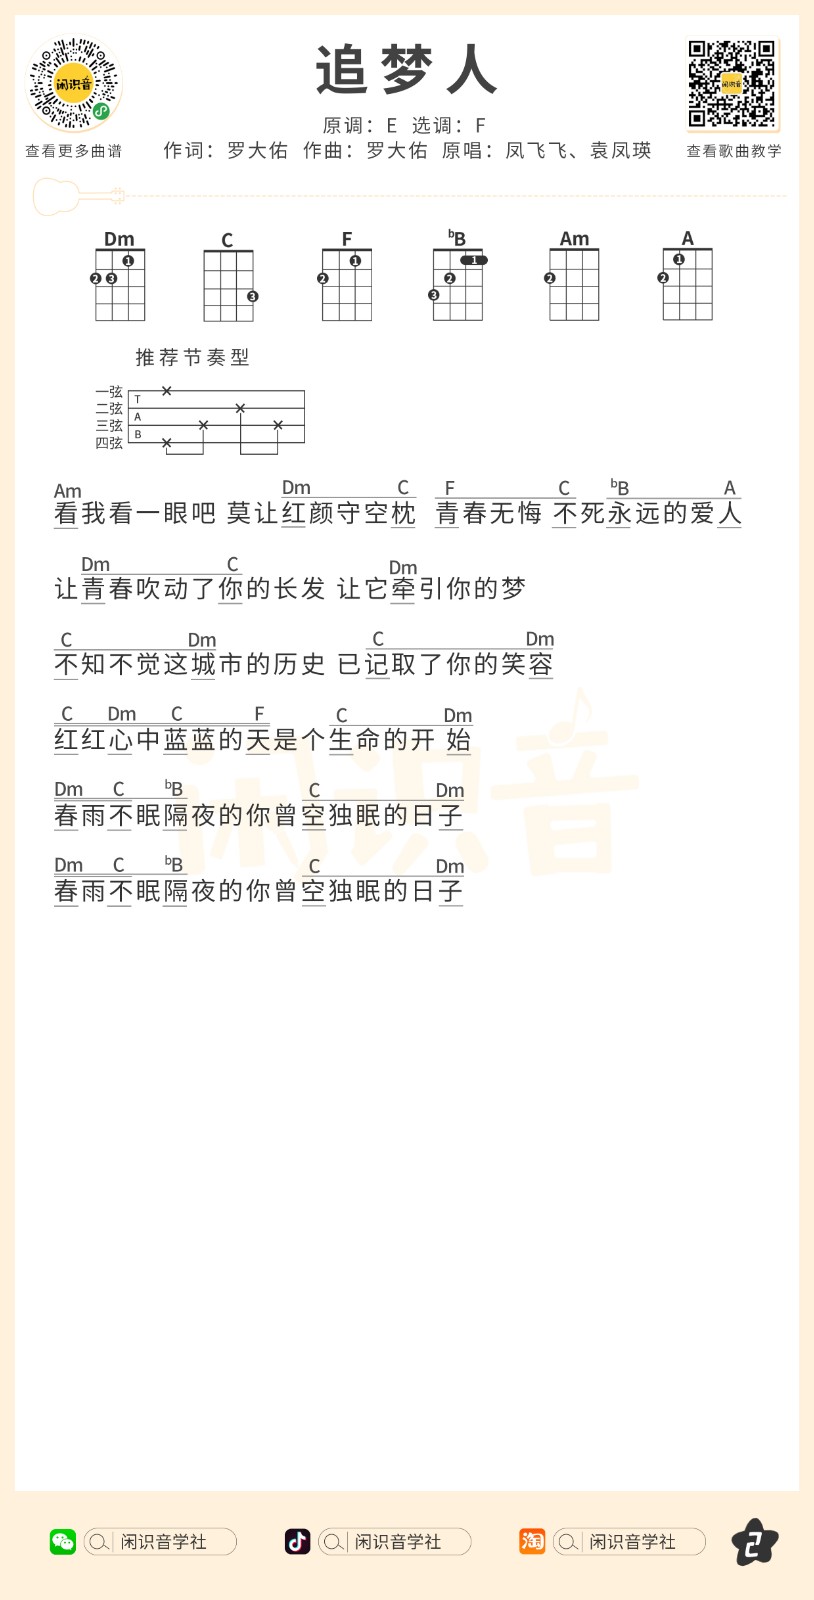 追梦人
原调：E 选调：F
作词：罗大佑 作曲：罗大佑 原唱：凤飞飞、袁凤瑛
闲识音
查看更多曲谱
闲识音
查看歌曲教学
Dm C F bB Am A
1 2 3
3
1 2
1 2 3
2
1 2
推荐节奏型
一弦
二弦
三弦
四弦
T
A
B
Am Dm C F C bB A
看我看一眼吧 莫让红颜守空枕 青春无悔 不死永远的爱人
Dm C Dm
让青春吹动了你的长发 让它牵引你的梦
C Dm C Dm
不知不觉这城市的历史 已记取了你的笑容
C Dm C F C Dm
红红心中蓝蓝的天是个生命的开 始
Dm C bB C Dm
春雨不眠隔夜的你曾空独眠的日子
Dm C bB C Dm
春雨不眠隔夜的你曾空独眠的日子
闲识音
闲识音学社
闲识音学社
淘 闲识音学社
2